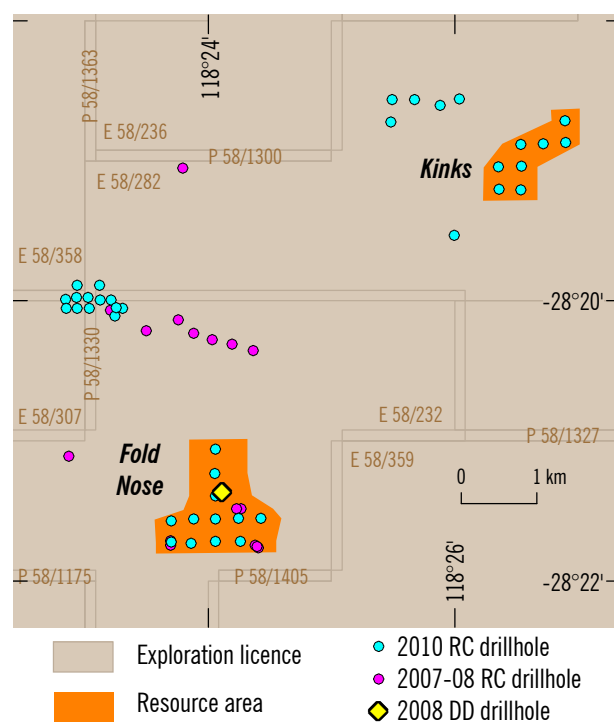 118°24'
P 58/1363
E 58/236
P 58/1300
E 58/282
Kinks
E 58/358
-28°20'
P 58/1330
E 58/307
E 58/232
P 58/1327
Fold
Nose
E 58/359
0 1 km
118°26'
P 58/1175
P 58/1405
-28°22'
Exploration licence
Resource area
2010 RC drillhole
2007-08 RC drillhole
2008 DD drillhole